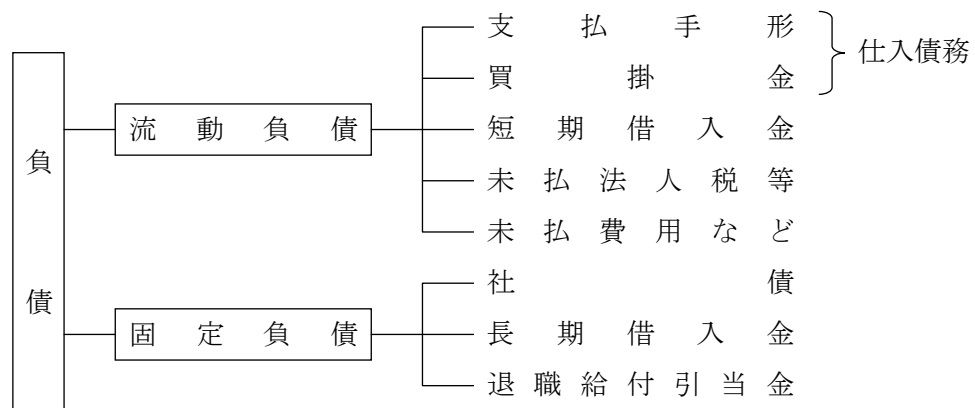 支払手形
買掛金
仕入債務
流動負債
短期借入金
未払法人税等
未払費用など
負債
社債
固定負債
長期借入金
退職給付引当金